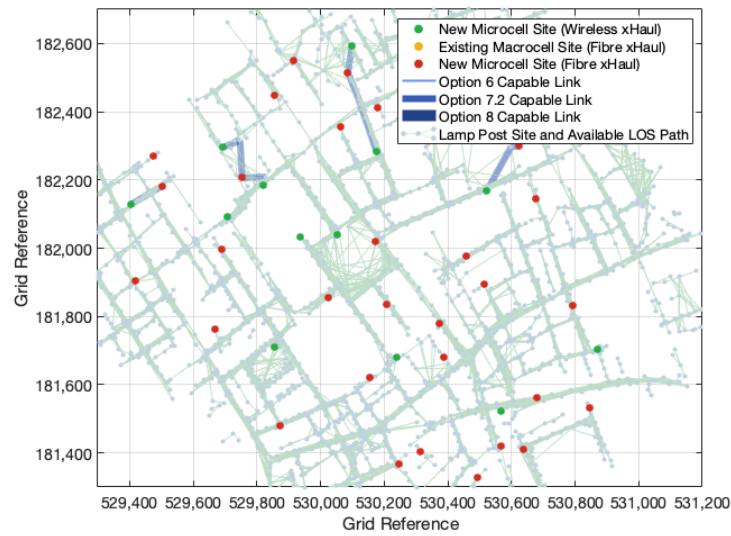 182,600
182,400
182,200
182,000
181,800
181,600
181,400
Grid Reference
New Microcell Site (Wireless xHaul)
Existing Macrocell Site (Fibre xHaul)
New Microcell Site (Fibre xHaul)
Option 6 Capable Link
Option 7.2 Capable Link
Option 8 Capable Link
Lamp Post Site and Available LOS Path
529,400 529,600 529,800 530,000 530,200 530,400 530,600 530,800 531,000 531,200
Grid Reference